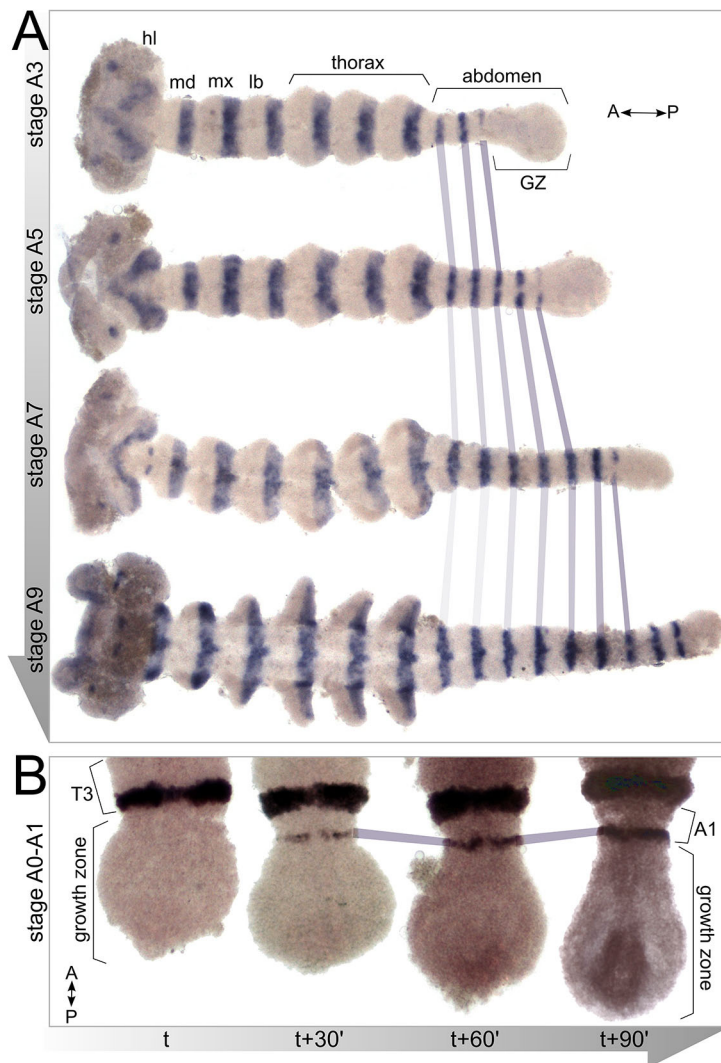 A
stage A3
hl
md mx lb
thorax
abdomen
A P
GZ
stage A5
stage A7
stage A9
B
stage A0-A1
T3
growth zone
A1
growth zone
A
P
t t+30' t+60' t+90'